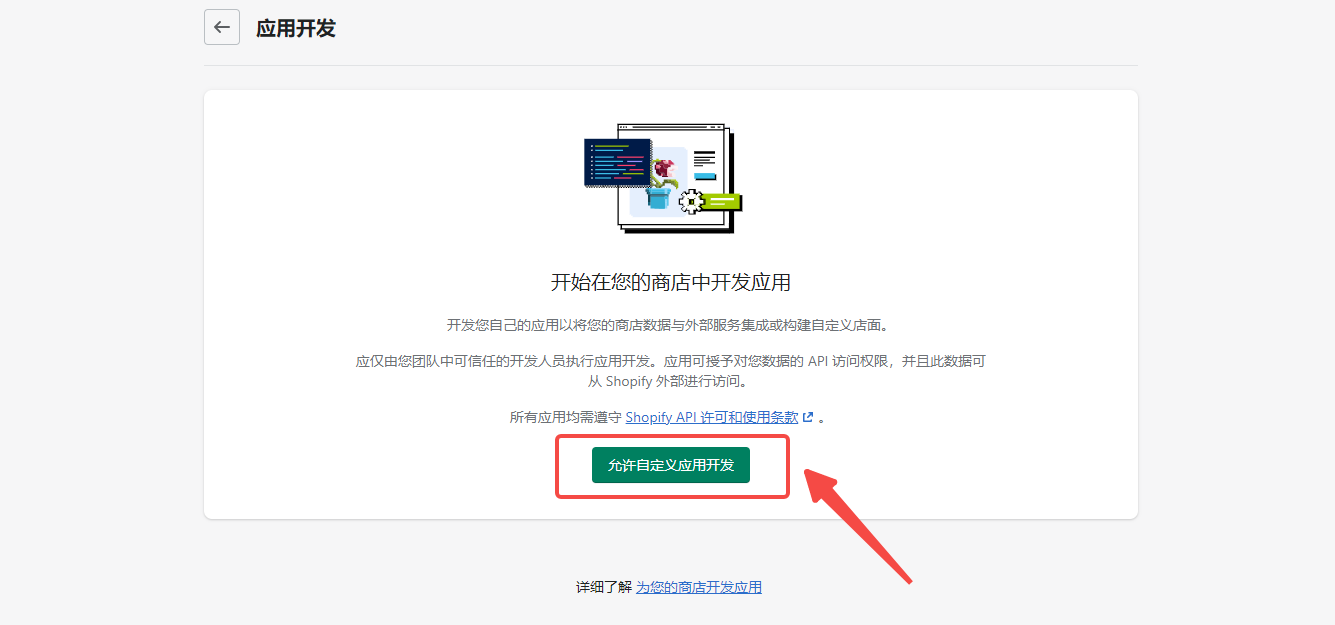 应用开发
开始在您的商店中开发应用
开发您自己的应用以将您的商店数据与外部服务集成或构建自定义店面。
应仅由您团队中可信任的开发人员执行应用开发。应用可授予对您数据的 API 访问权限，并且此数据可
从 Shopify 外部进行访问。
所有应用均需遵守 Shopify API 许可和使用条款 。
允许自定义应用开发
详细了解 为您的商店开发应用